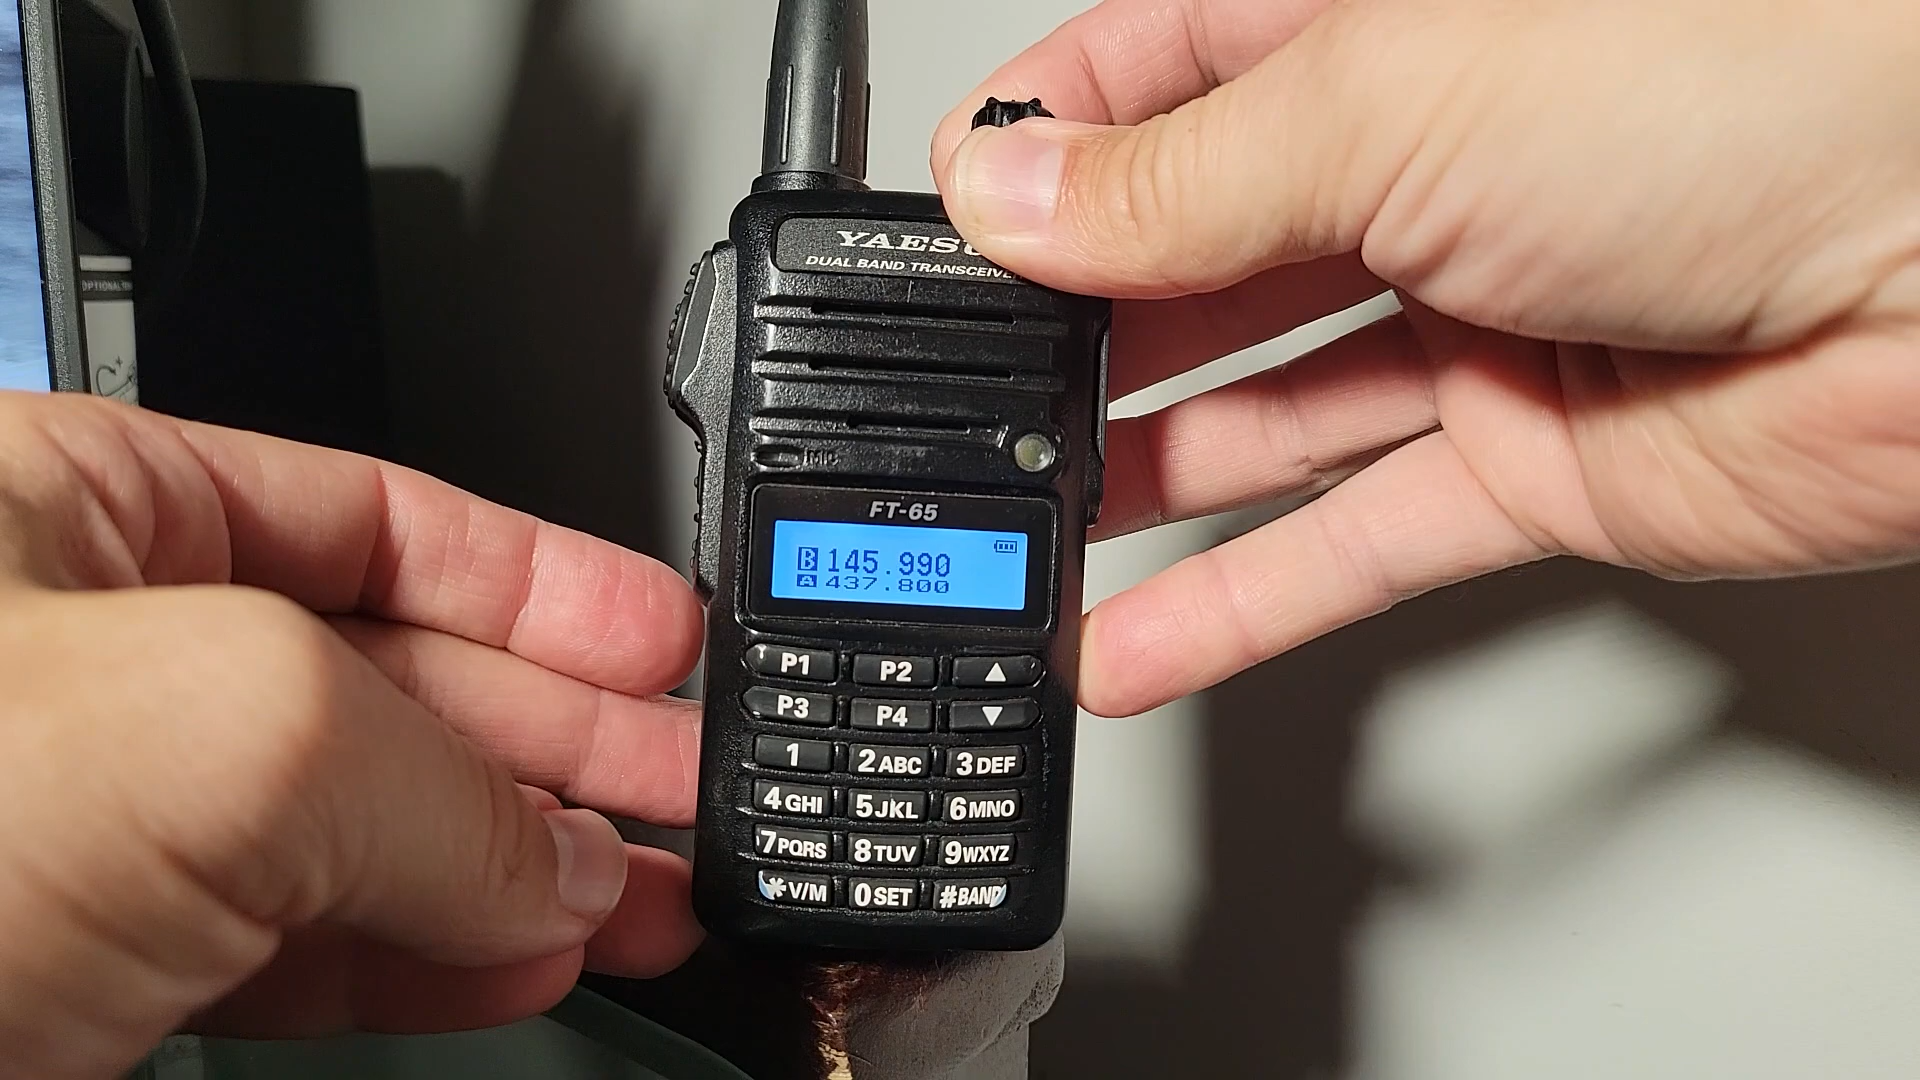 YAESU
DUAL BAND TRANSCEIVE
MIC
FT-65
B 145.990
A 437.800
P1 P2 ▲
P3 P4 ▼
1 2ABC 3DEF
4GHI 5JKL 6MNO
7PQRS 8TUV 9WXYZ
*V/M 0SET #BAND